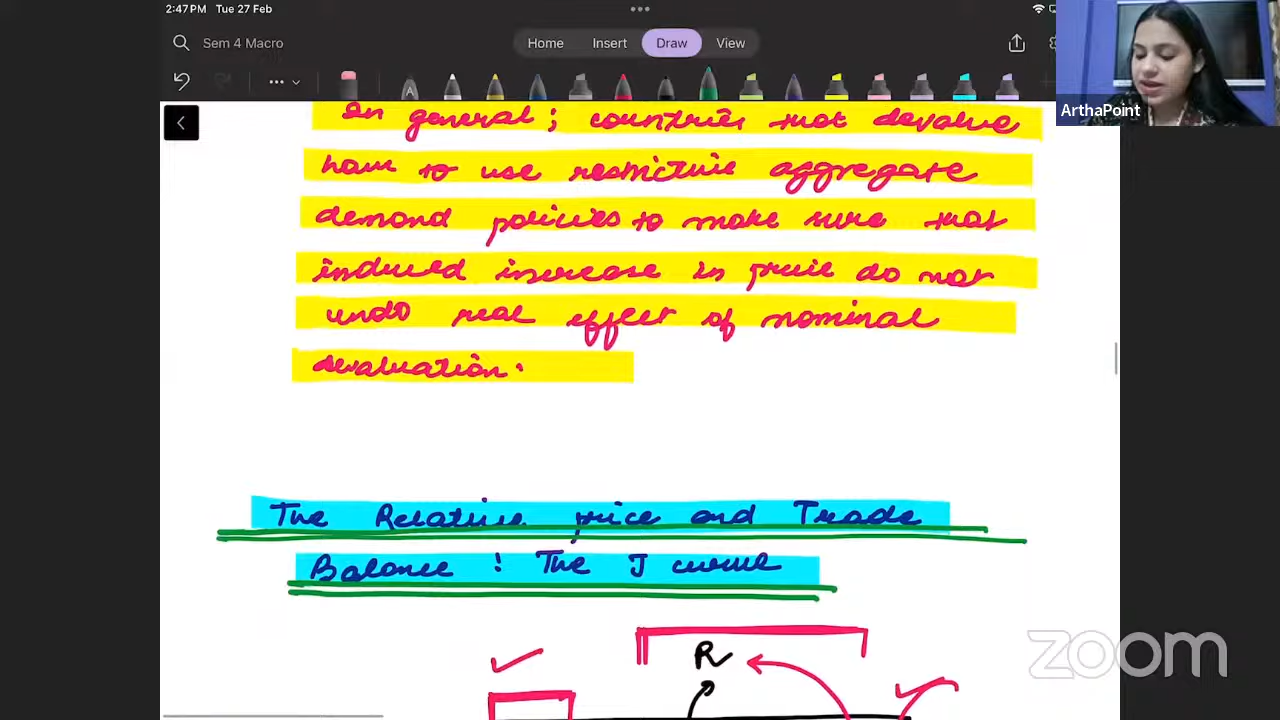 2:47 PM Tue 27 Feb
Sem 4 Macro
Home Insert Draw View
A
ArthaPoint
In general; countries that devalue
have to use restrictive aggregate
demand policies to make sure that
induced increase in price do not
undo real effect of nominal
devaluation.
The Relative price and Trade
Balance : The J curve
R
zoom